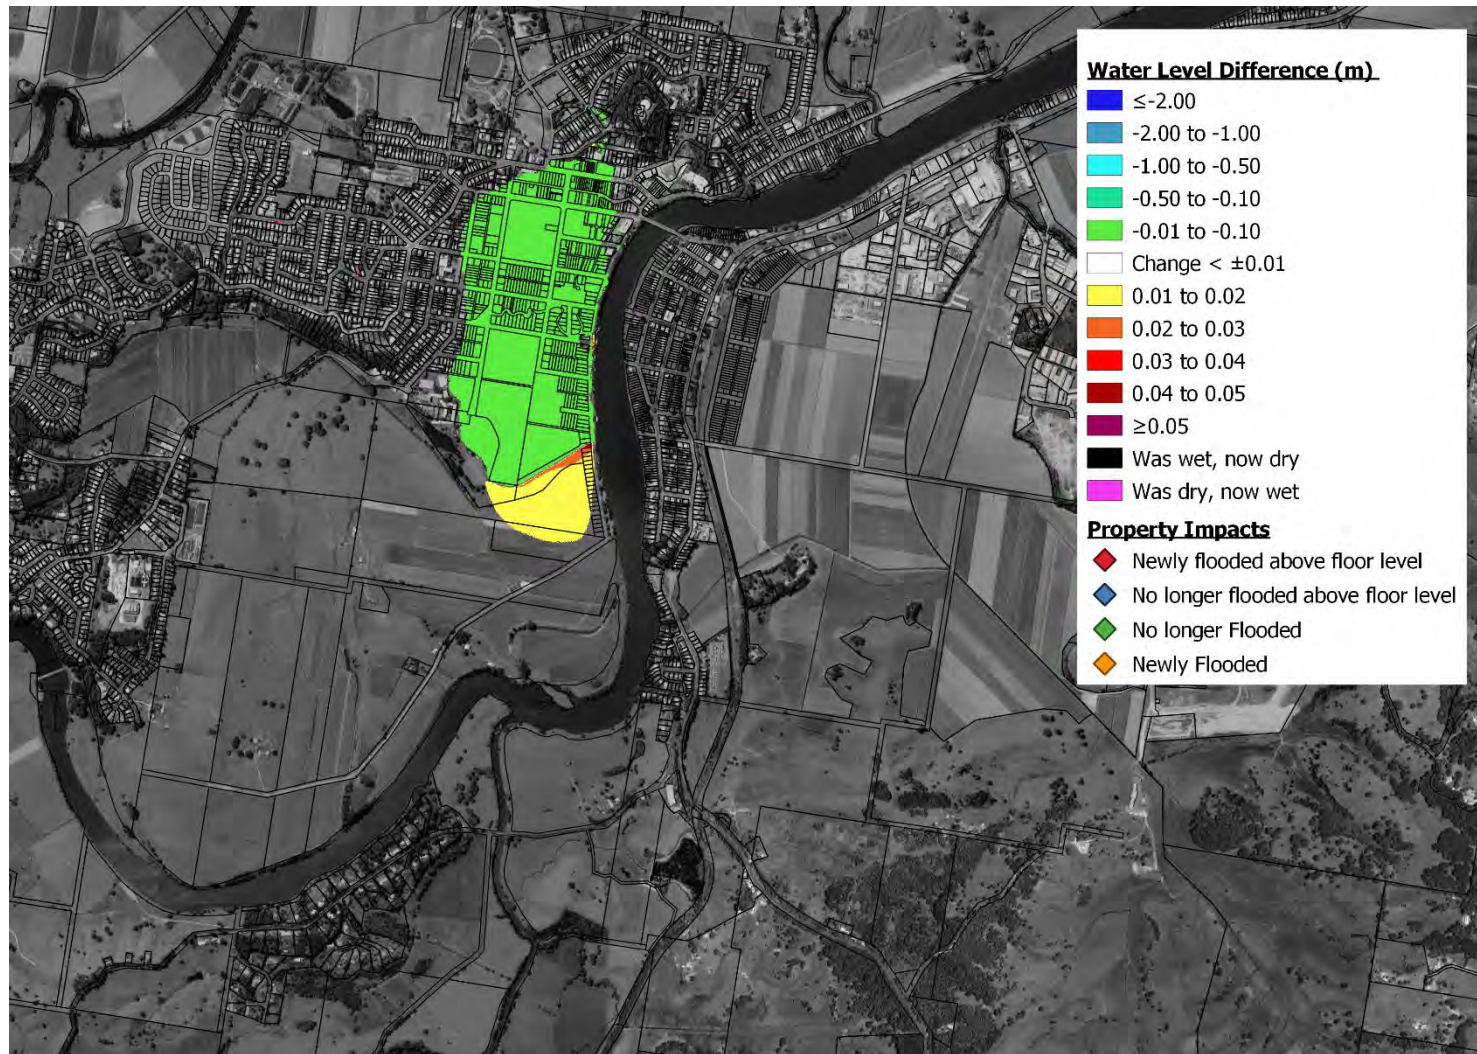 Water Level Difference (m)
≤-2.00
-2.00 to -1.00
-1.00 to -0.50
-0.50 to -0.10
-0.01 to -0.10
Change < ±0.01
0.01 to 0.02
0.02 to 0.03
0.03 to 0.04
0.04 to 0.05
≥0.05
Was wet, now dry
Was dry, now wet
Property Impacts
Newly flooded above floor level
No longer flooded above floor level
No longer Flooded
Newly Flooded